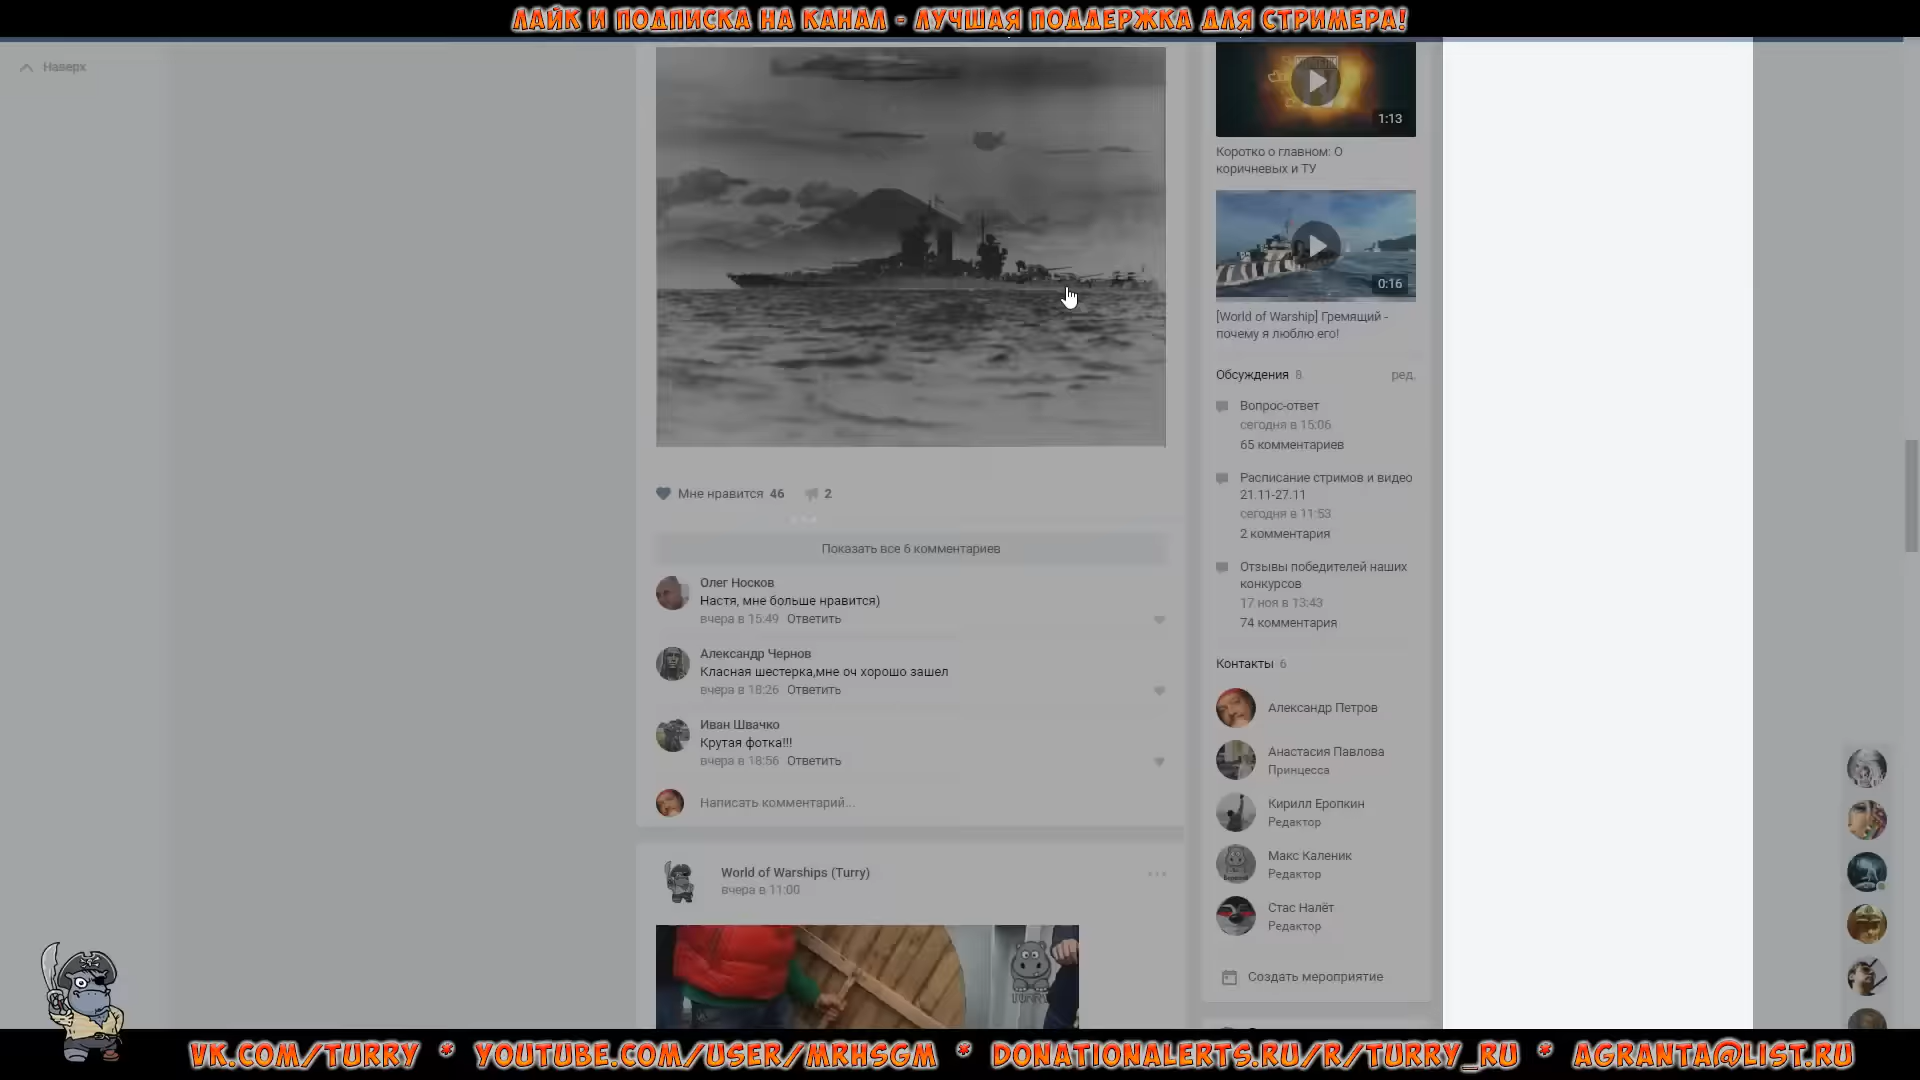 ЛАЙК И ПОДПИСКА НА КАНАЛ - ЛУЧШАЯ ПОДДЕРЖКА ДЛЯ СТРИМЕРА!
Наверх
1:13
Коротко о главном: О
коричневых и ТУ
0:16
[World of Warship] Гремящий -
почему я люблю его!
Обсуждения 8
ред.
Вопрос-ответ
сегодня в 15:06
65 комментариев
Расписание стримов и видео
21.11-27.11
сегодня в 11:53
2 комментария
Отзывы победителей наших
конкурсов
17 ноя в 13:43
74 комментария
Контакты 6
Александр Петров
Анастасия Павлова
Принцесса
Кирилл Еропкин
Редактор
Макс Каленик
Редактор
Стас Налёт
Редактор
Создать мероприятие
Мне нравится 46
2
Показать все 6 комментариев
Олег Носков
Настя, мне больше нравится)
вчера в 15:49 Ответить
Александр Чернов
Класная шестерка,мне оч хорошо зашел
вчера в 18:26 Ответить
Иван Швачко
Крутая фотка!!!
вчера в 18:56 Ответить
Написать комментарий...
World of Warships (Turry)
вчера в 11:00
TURRY
VK.COM/TURRY * YOUTUBE.COM/USER/MRHSGM * DONATIONALERTS.RU/R/TURRY_RU * AGRANTA@LIST.RU